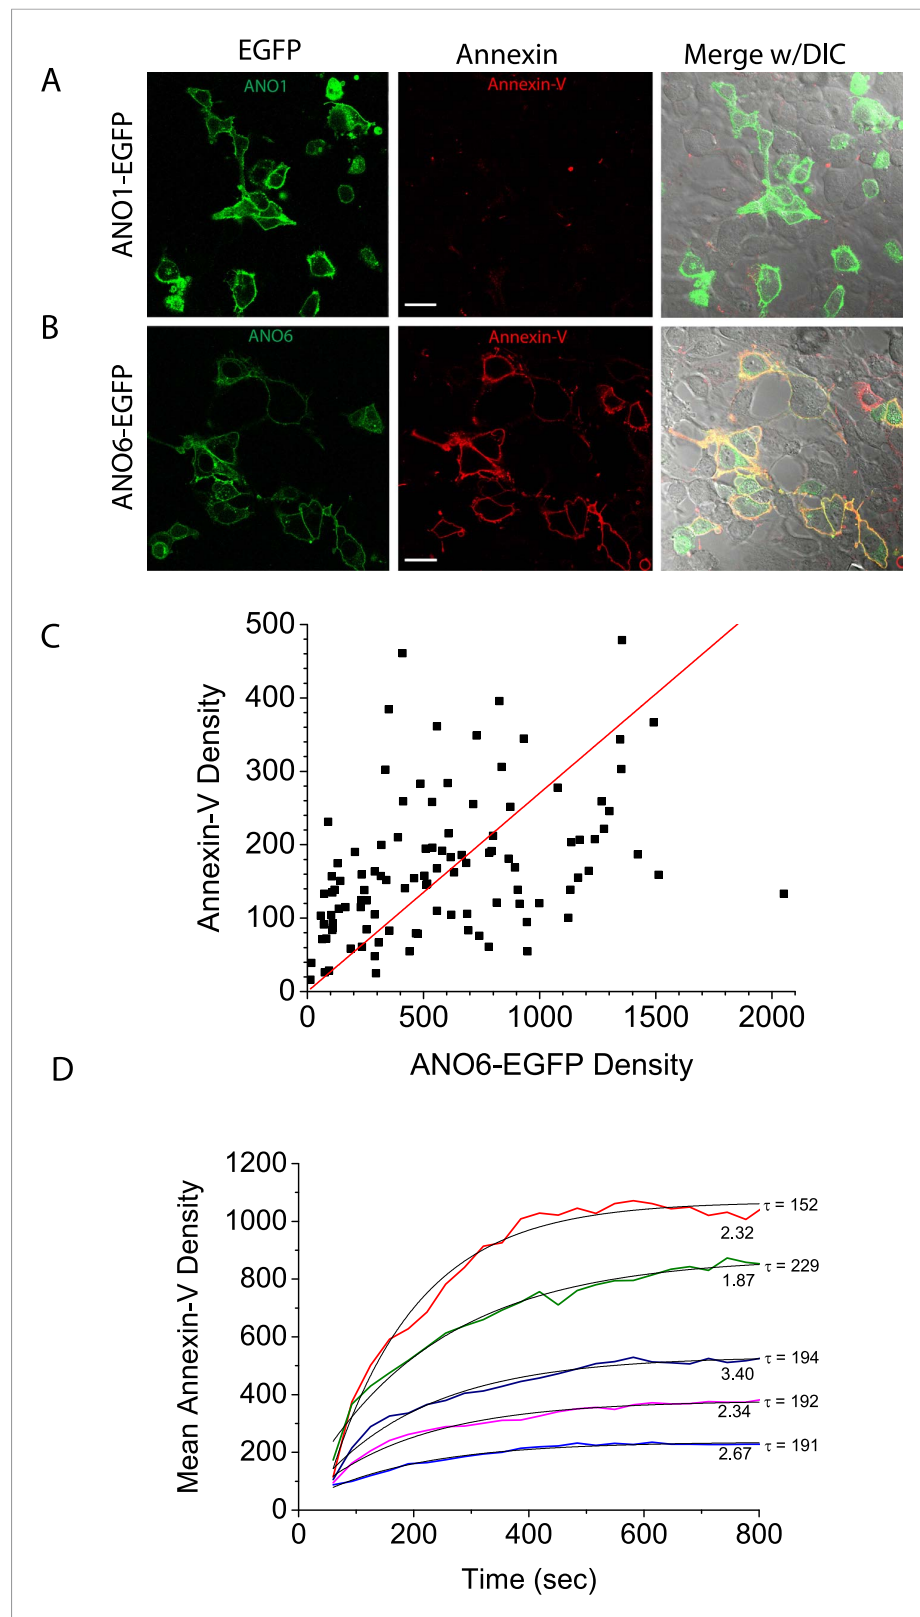 EGFP Annexin Merge w/DIC
A
ANO1-EGFP
ANO1
Annexin-V
B
ANO6-EGFP
ANO6
Annexin-V
C
Annexin-V Density
500
400
300
200
100
0
0 500 1000 1500 2000
ANO6-EGFP Density
D
Mean Annexin-V Density
1200
1000
800
600
400
200
0
τ = 152
2.32
τ = 229
1.87
τ = 194
3.40
τ = 192
2.34
τ = 191
2.67
0 200 400 600 800
Time (sec)